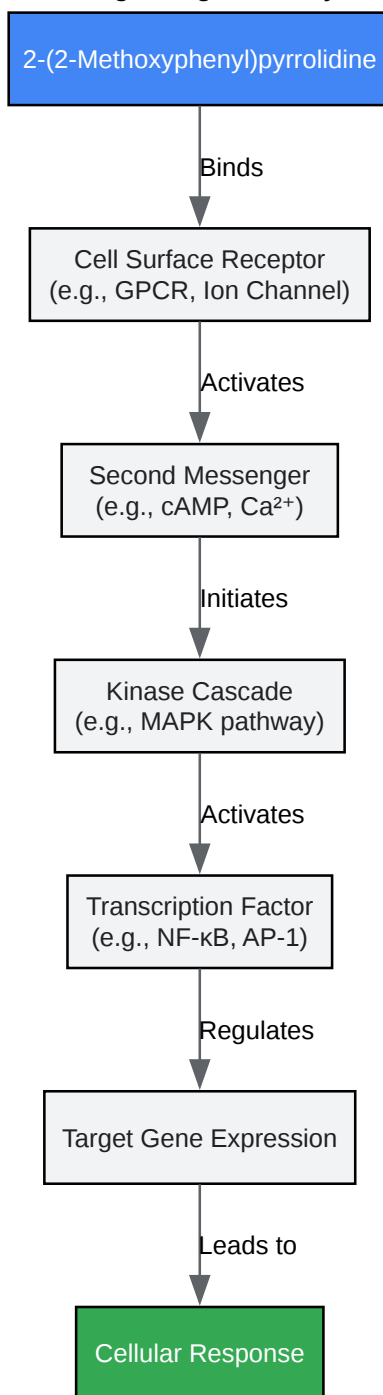 2-(2-Methoxyphenyl)pyrrolidine
Binds
Cell Surface Receptor
(e.g., GPCR, Ion Channel)
Activates
Second Messenger
(e.g., cAMP, Ca²⁺)
Initiates
Kinase Cascade
(e.g., MAPK pathway)
Activates
Transcription Factor
(e.g., NF-κB, AP-1)
Regulates
Target Gene Expression
Leads to
Cellular Response